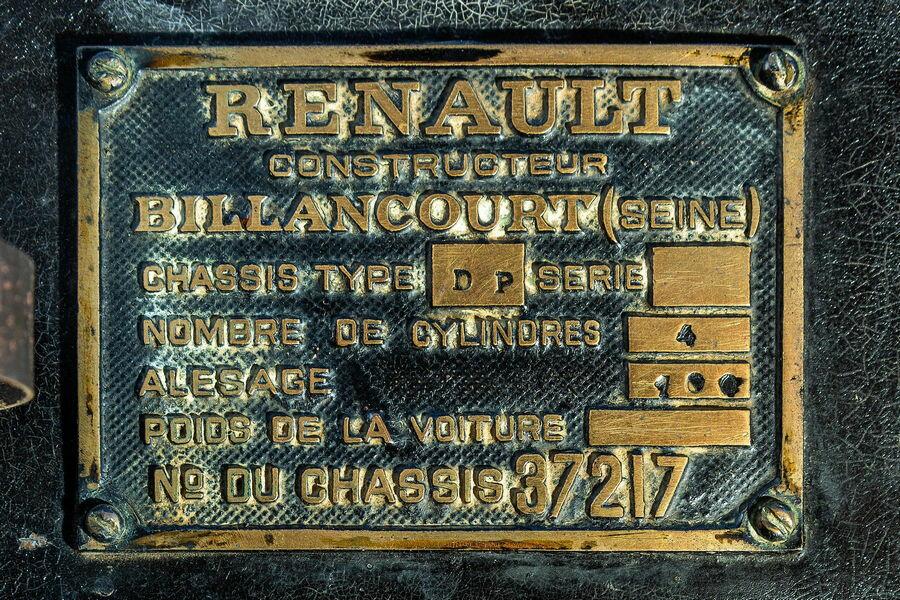 RENAULT
CONSTRUCTEUR
BILLANCOURT (SEINE)
CHASSIS TYPE DP SERIE
NOMBRE DE CYLINDRES 4
ALESAGE 100
POIDS DE LA VOITURE
Nº DU CHASSIS 37217